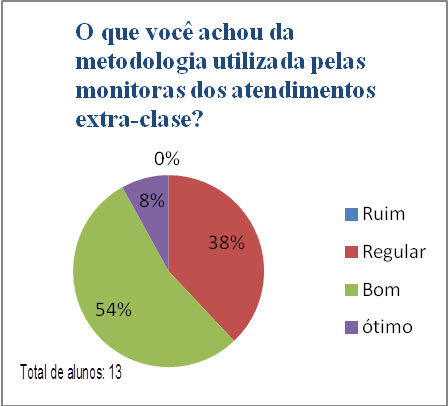 O que você achou da
metodologia utilizada pelas
monitoras dos atendimentos
extra-clase?
0%
8%
38%
54%
Ruim
Regular
Bom
ótimo
Total de alunos: 13